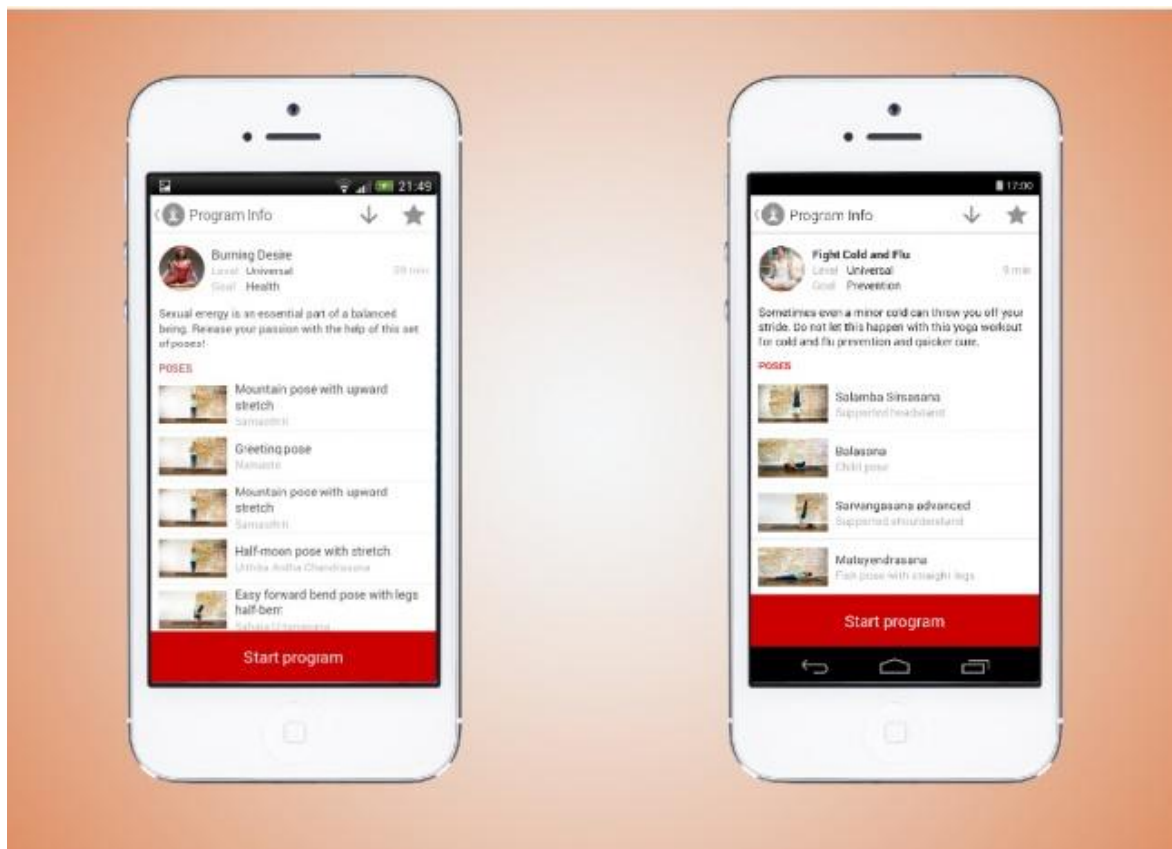 21:49
Program Info
Burning Desire
Level Universal
Goal Health
Sexual energy is an essential part of a balanced
being. Release your passion with the help of this set
of poses!
POSES
Mountain pose with upward
stretch
Samasthiti
Greeting pose
Namaste
Mountain pose with upward
stretch
Samasthiti
Half-moon pose with stretch
Utthita Ardha Chandrasana
Easy forward bend pose with legs
Start program
17:00
Program Info
Fight Cold and Flu
Level Universal
9 min
Goal Prevention
Sometimes even a minor cold can throw you off your
stride. Do not let this happen with this yoga workout
for cold and flu prevention and quicker cure.
POSES
Salamba Sirsasana
Supported headstand
Balasana
Child pose
Sarvangasana advanced
Supported shoulderstand
Matsyendrasana
Fish pose with straight legs
Start program